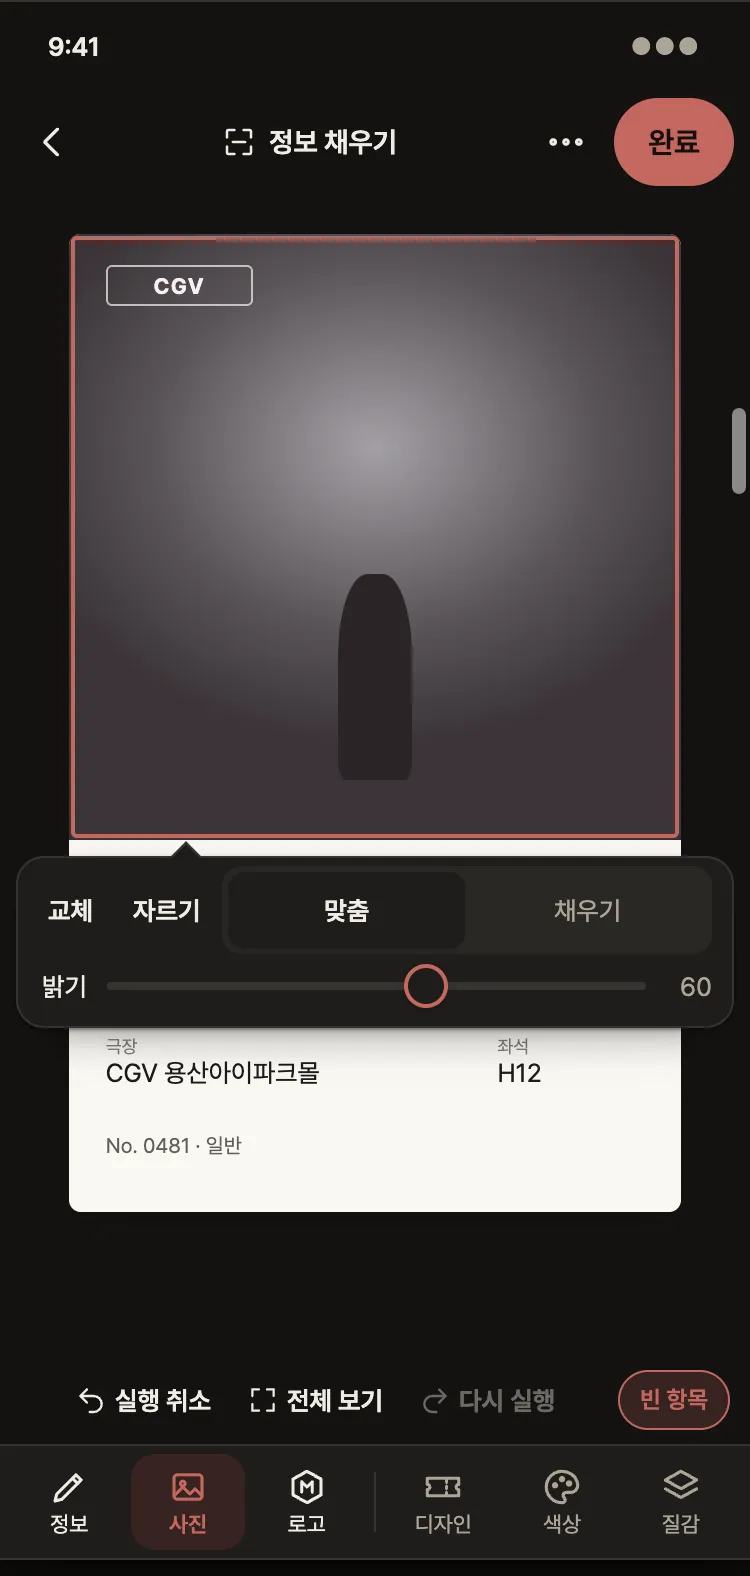 9:41
정보 채우기
완료
CGV
교체 자르기 맞춤 채우기
밝기 60
극장 좌석
CGV 용산아이파크몰 H12
No. 0481 · 일반
실행 취소 전체 보기 다시 실행 빈 항목
정보 사진 로고 디자인 색상 질감